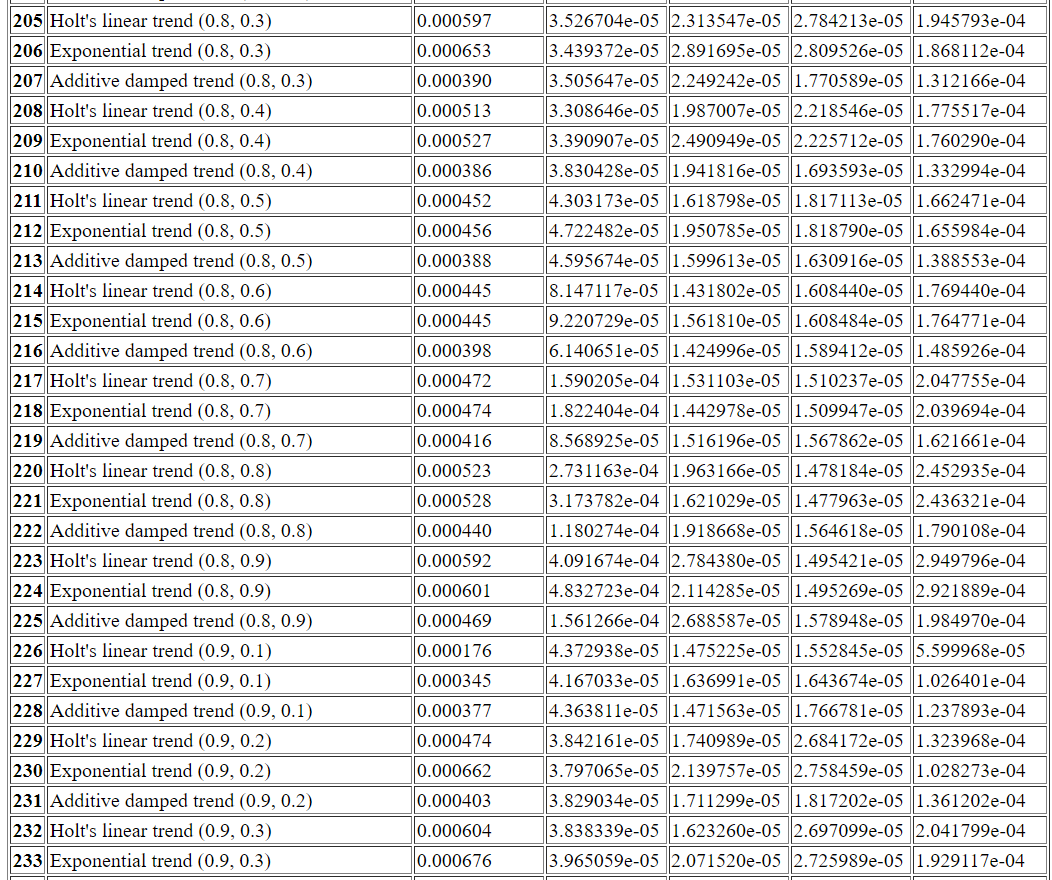 205 Holt's linear trend (0.8, 0.3) 0.000597 3.526704e-05 2.313547e-05 2.784213e-05 1.945793e-04
206 Exponential trend (0.8, 0.3) 0.000653 3.439372e-05 2.891695e-05 2.809526e-05 1.868112e-04
207 Additive damped trend (0.8, 0.3) 0.000390 3.505647e-05 2.249242e-05 1.770589e-05 1.312166e-04
208 Holt's linear trend (0.8, 0.4) 0.000513 3.308646e-05 1.987007e-05 2.218546e-05 1.775517e-04
209 Exponential trend (0.8, 0.4) 0.000527 3.390907e-05 2.490949e-05 2.225712e-05 1.760290e-04
210 Additive damped trend (0.8, 0.4) 0.000386 3.830428e-05 1.941816e-05 1.693593e-05 1.332994e-04
211 Holt's linear trend (0.8, 0.5) 0.000452 4.303173e-05 1.618798e-05 1.817113e-05 1.662471e-04
212 Exponential trend (0.8, 0.5) 0.000456 4.722482e-05 1.950785e-05 1.818790e-05 1.655984e-04
213 Additive damped trend (0.8, 0.5) 0.000388 4.595674e-05 1.599613e-05 1.630916e-05 1.388553e-04
214 Holt's linear trend (0.8, 0.6) 0.000445 8.147117e-05 1.431802e-05 1.608440e-05 1.769440e-04
215 Exponential trend (0.8, 0.6) 0.000445 9.220729e-05 1.561810e-05 1.608484e-05 1.764771e-04
216 Additive damped trend (0.8, 0.6) 0.000398 6.140651e-05 1.424996e-05 1.589412e-05 1.485926e-04
217 Holt's linear trend (0.8, 0.7) 0.000472 1.590205e-04 1.531103e-05 1.510237e-05 2.047755e-04
218 Exponential trend (0.8, 0.7) 0.000474 1.822404e-04 1.442978e-05 1.509947e-05 2.039694e-04
219 Additive damped trend (0.8, 0.7) 0.000416 8.568925e-05 1.516196e-05 1.567862e-05 1.621661e-04
220 Holt's linear trend (0.8, 0.8) 0.000523 2.731163e-04 1.963166e-05 1.478184e-05 2.452935e-04
221 Exponential trend (0.8, 0.8) 0.000528 3.173782e-04 1.621029e-05 1.477963e-05 2.436321e-04
222 Additive damped trend (0.8, 0.8) 0.000440 1.180274e-04 1.918668e-05 1.564618e-05 1.790108e-04
223 Holt's linear trend (0.8, 0.9) 0.000592 4.091674e-04 2.784380e-05 1.495421e-05 2.949796e-04
224 Exponential trend (0.8, 0.9) 0.000601 4.832723e-04 2.114285e-05 1.495269e-05 2.921889e-04
225 Additive damped trend (0.8, 0.9) 0.000469 1.561266e-04 2.688587e-05 1.578948e-05 1.984970e-04
226 Holt's linear trend (0.9, 0.1) 0.000176 4.372938e-05 1.475225e-05 1.552845e-05 5.599968e-05
227 Exponential trend (0.9, 0.1) 0.000345 4.167033e-05 1.636991e-05 1.643674e-05 1.026401e-04
228 Additive damped trend (0.9, 0.1) 0.000377 4.363811e-05 1.471563e-05 1.766781e-05 1.237893e-04
229 Holt's linear trend (0.9, 0.2) 0.000474 3.842161e-05 1.740989e-05 2.684172e-05 1.323968e-04
230 Exponential trend (0.9, 0.2) 0.000662 3.797065e-05 2.139757e-05 2.758459e-05 1.028273e-04
231 Additive damped trend (0.9, 0.2) 0.000403 3.829034e-05 1.711299e-05 1.817202e-05 1.361202e-04
232 Holt's linear trend (0.9, 0.3) 0.000604 3.838339e-05 1.623260e-05 2.697099e-05 2.041799e-04
233 Exponential trend (0.9, 0.3) 0.000676 3.965059e-05 2.071520e-05 2.725989e-05 1.929117e-04